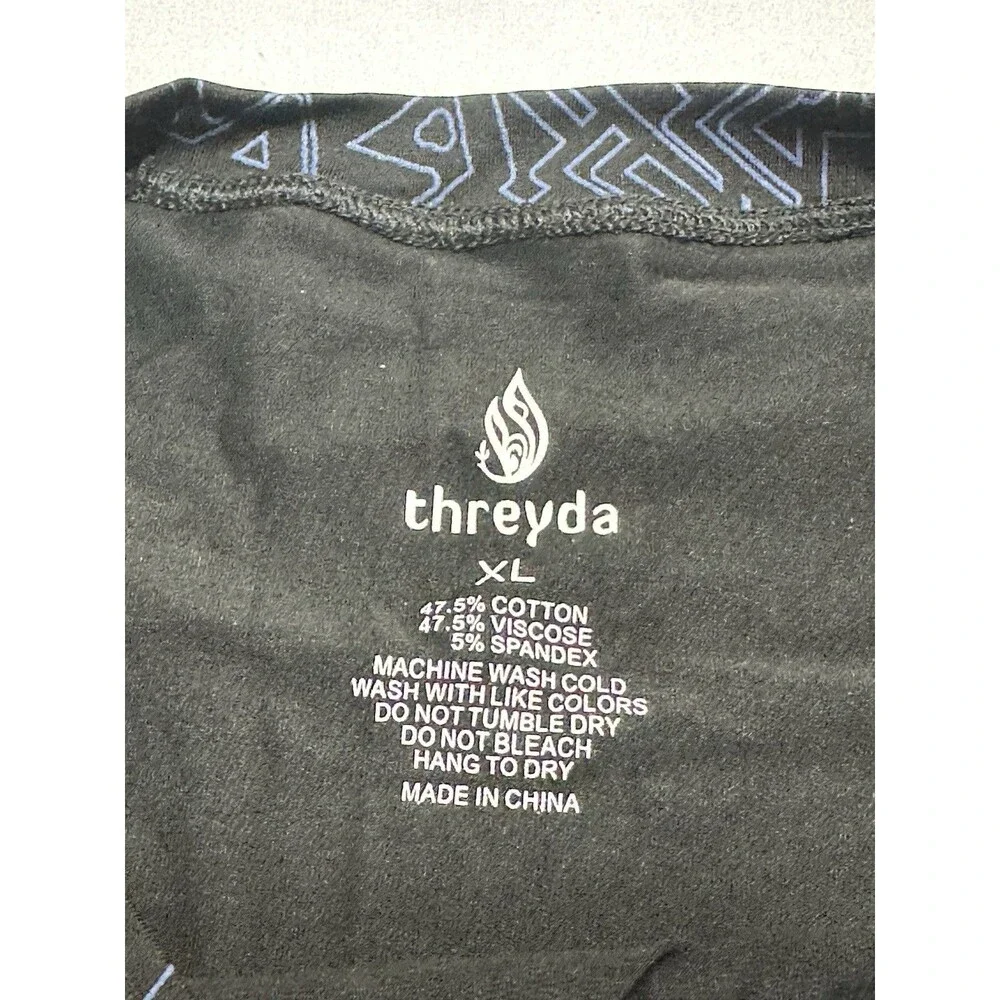 threyda
XL
47.5% COTTON
47.5% VISCOSE
5% SPANDEX
MACHINE WASH COLD
WASH WITH LIKE COLORS
DO NOT TUMBLE DRY
DO NOT BLEACH
HANG TO DRY
MADE IN CHINA